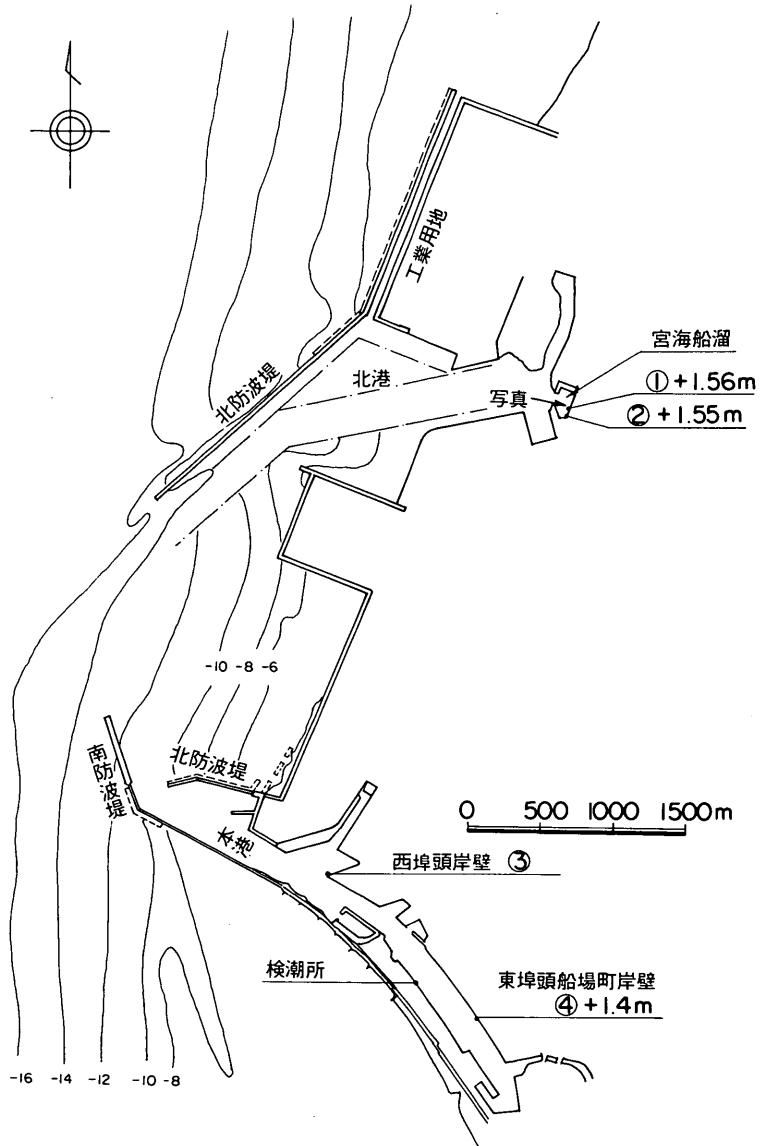 工業用地
宮海船溜
① +1.56m
② +1.55m
北防波堤
北港
写真
-10 -8 -6
南防波堤
北防波堤
本港
0 500 1000 1500m
西埠頭岸壁 ③
検潮所
東埠頭船場町岸壁
④ +1.4m
-16 -14 -12 -10 -8